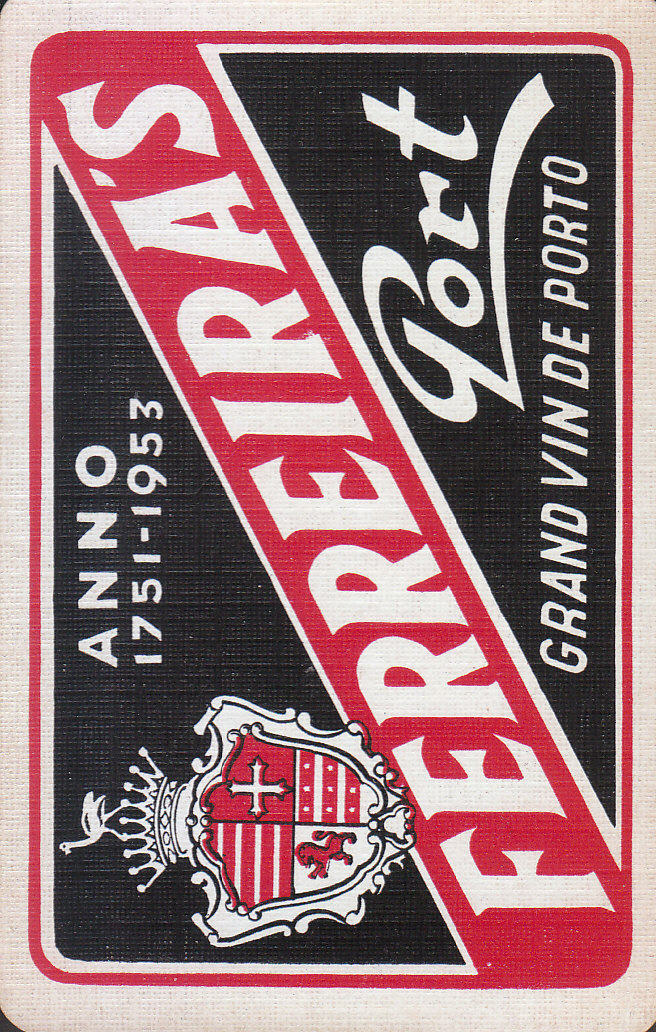 ANNO
1751-1953
FERREIRA'S
Port
GRAND VIN DE PORTO